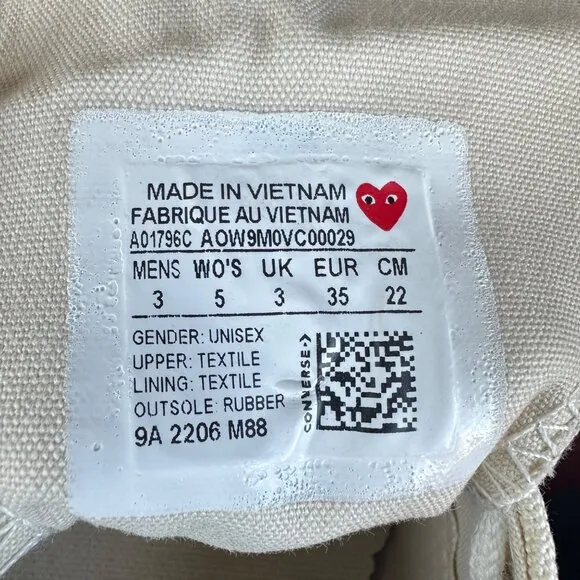 MADE IN VIETNAM
FABRIQUE AU VIETNAM
A01796C AOW9M0VC00029
MENS WO'S UK EUR CM
3 5 3 35 22
GENDER: UNISEX
UPPER: TEXTILE
LINING: TEXTILE
OUTSOLE: RUBBER
9A 2206 M88
CONVERSE